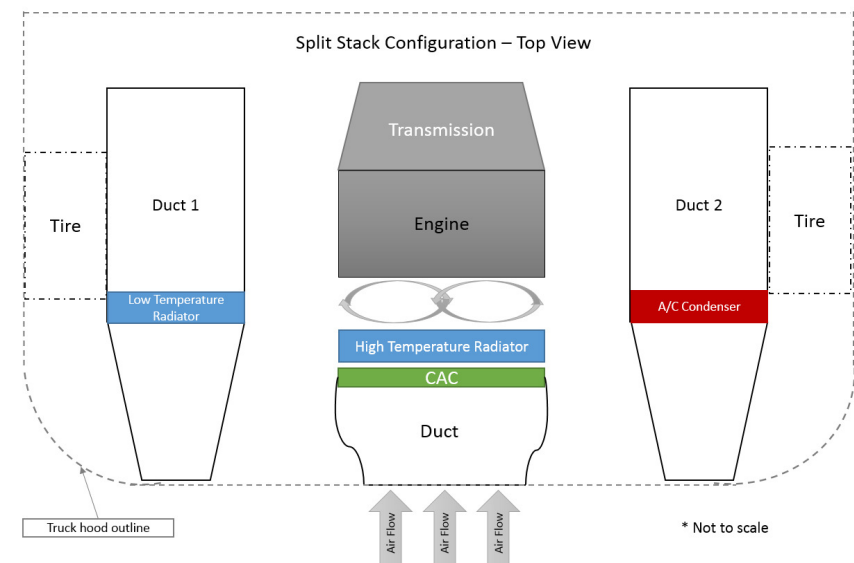 Split Stack Configuration – Top View
Transmission
Duct 1
Duct 2
Tire
Tire
Engine
Low Temperature
Radiator
A/C Condenser
High Temperature Radiator
CAC
Duct
Truck hood outline
Air Flow
Air Flow
Air Flow
* Not to scale